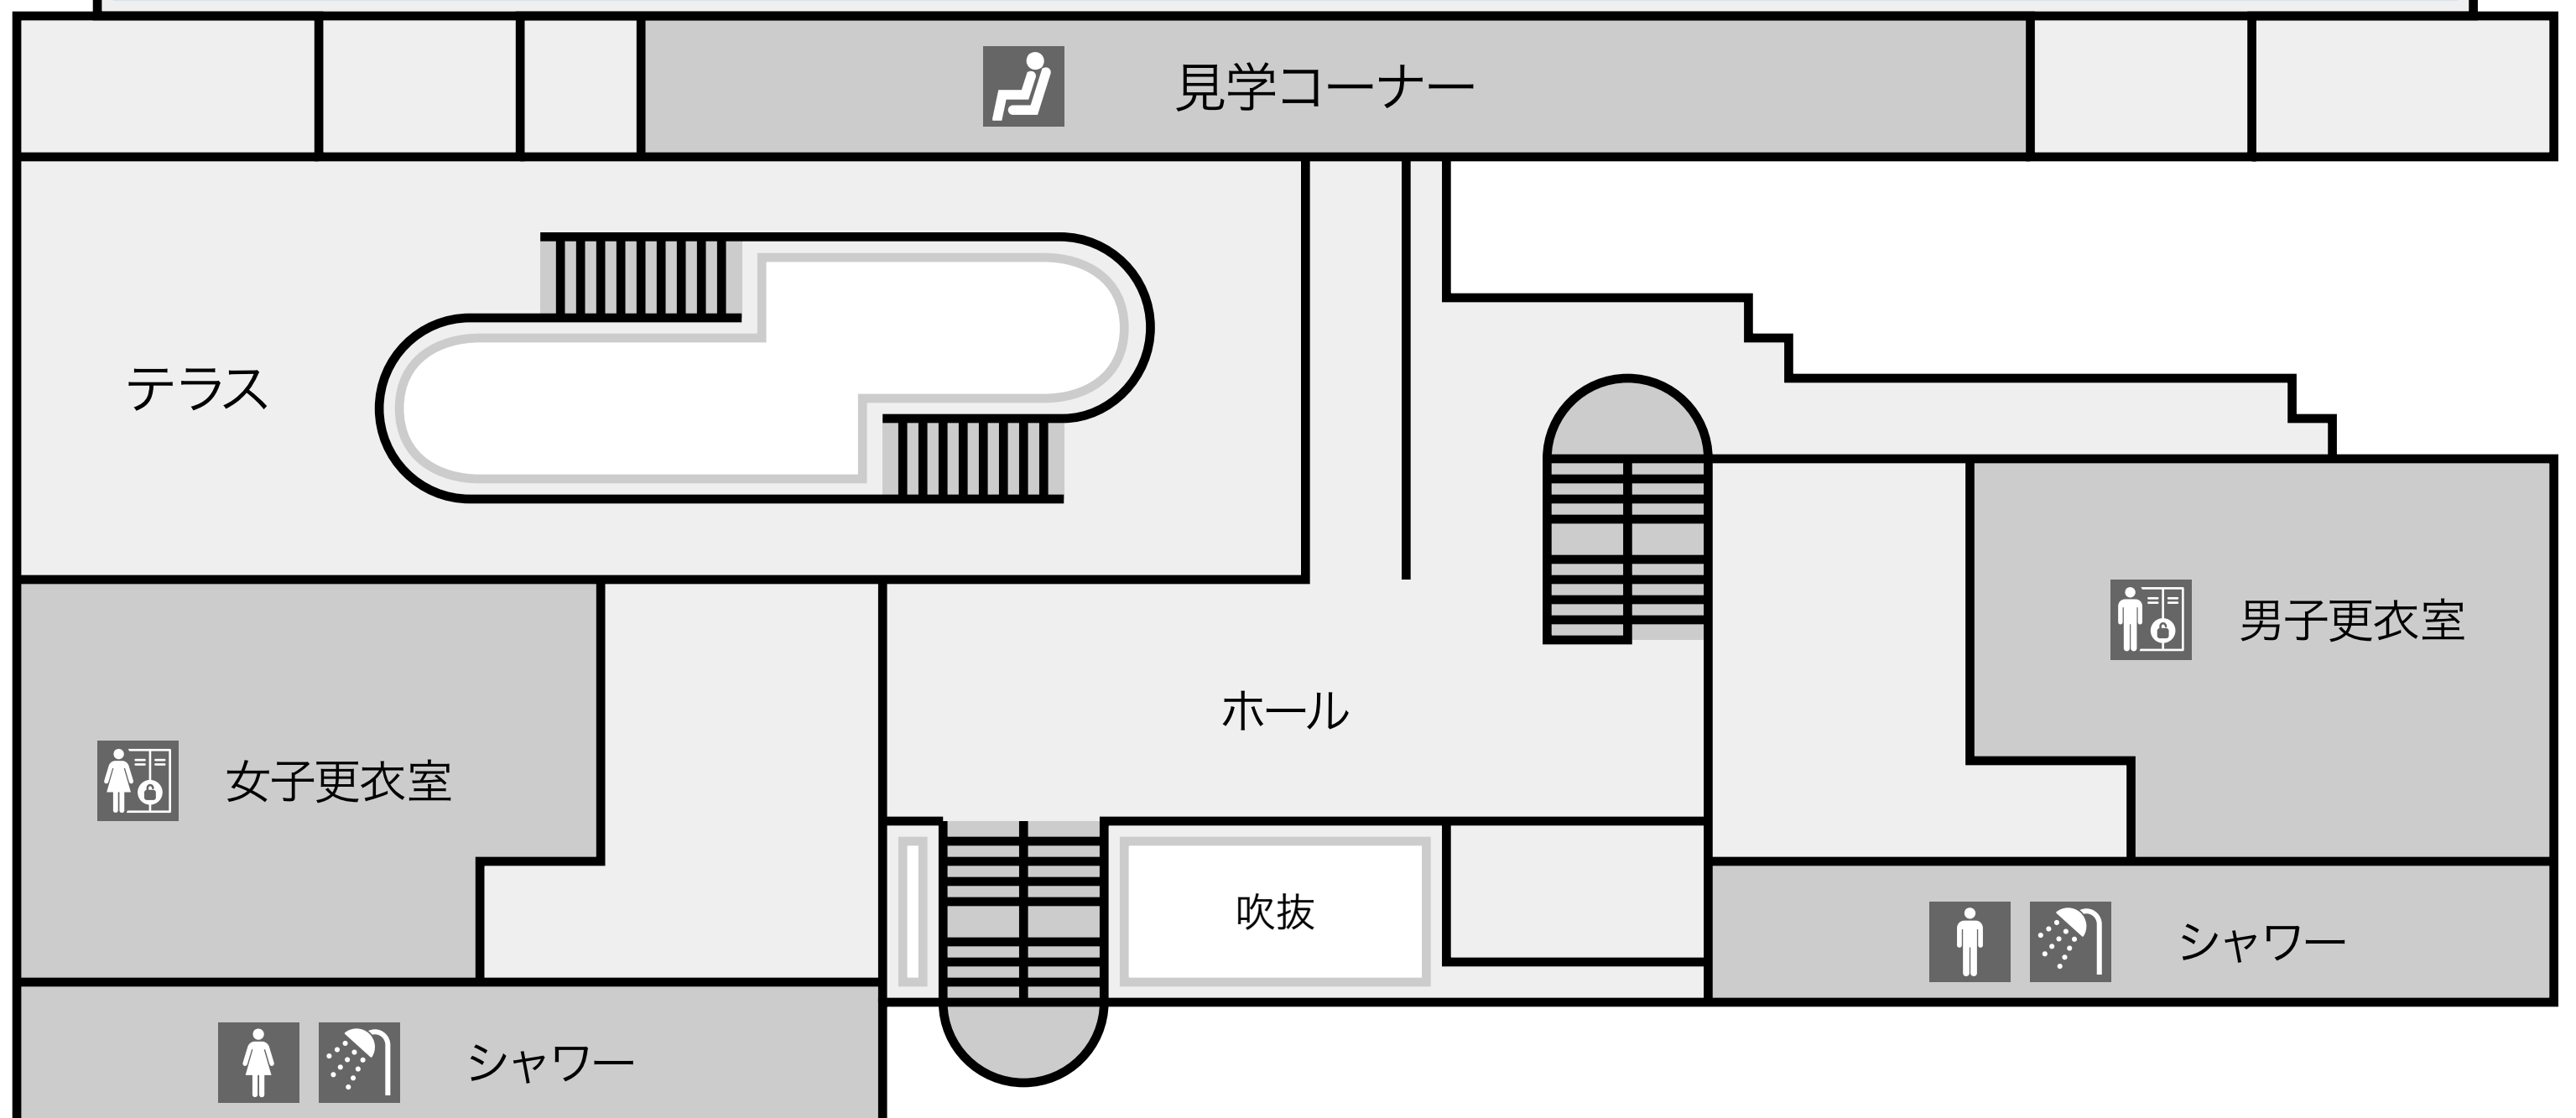 見学コーナー
テラス
男子更衣室
ホール
女子更衣室
吹抜
シャワー
シャワー